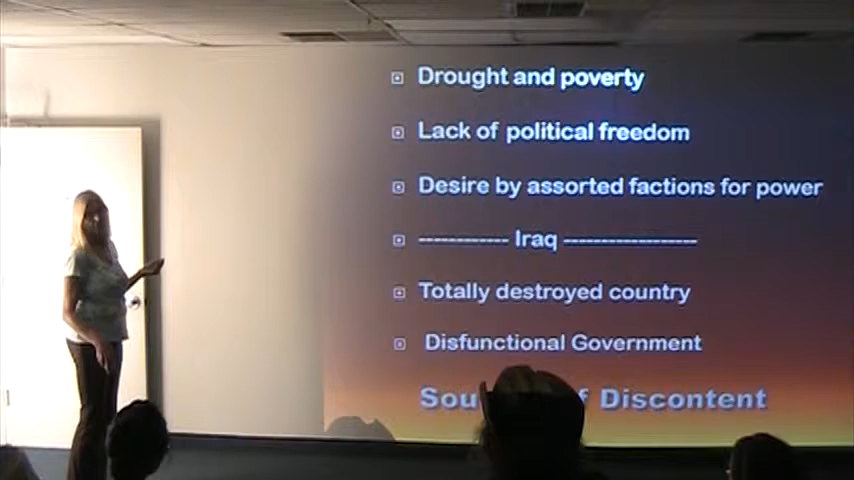 Drought and poverty
Lack of political freedom
Desire by assorted factions for power
------------ Iraq -----------------
Totally destroyed country
Disfunctional Government
Discontent